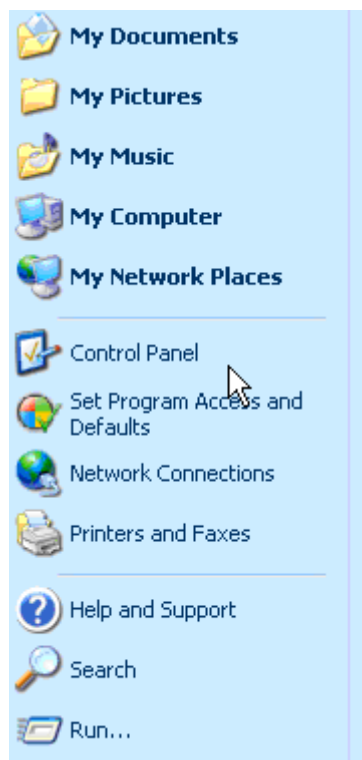 My Documents
My Pictures
My Music
My Computer
My Network Places
Control Panel
Set Program Access and
Defaults
Network Connections
Printers and Faxes
Help and Support
Search
Run...